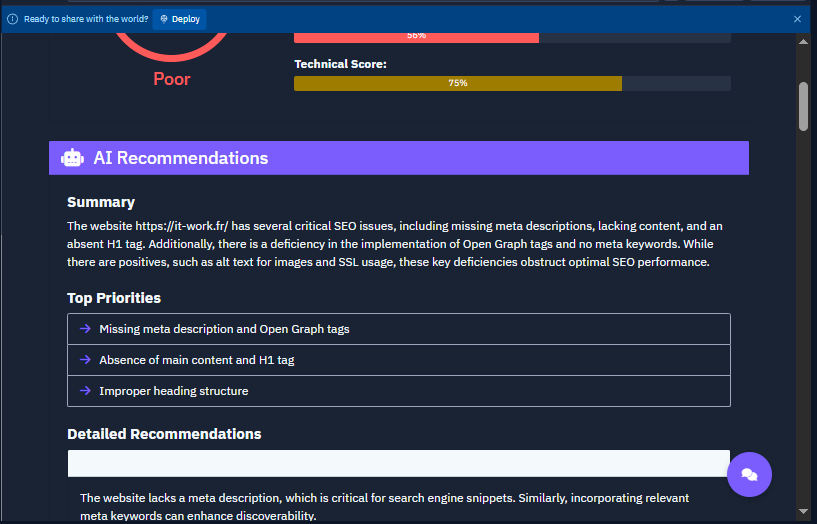 Ready to share with the world? Deploy
56%
Poor
Technical Score:
75%
AI Recommendations
Summary
The website https://it-work.fr/ has several critical SEO issues, including missing meta descriptions, lacking content, and an
absent H1 tag. Additionally, there is a deficiency in the implementation of Open Graph tags and no meta keywords. While
there are positives, such as alt text for images and SSL usage, these key deficiencies obstruct optimal SEO performance.
Top Priorities
Missing meta description and Open Graph tags
Absence of main content and H1 tag
Improper heading structure
Detailed Recommendations
The website lacks a meta description, which is critical for search engine snippets. Similarly, incorporating relevant
meta keywords can enhance discoverability.